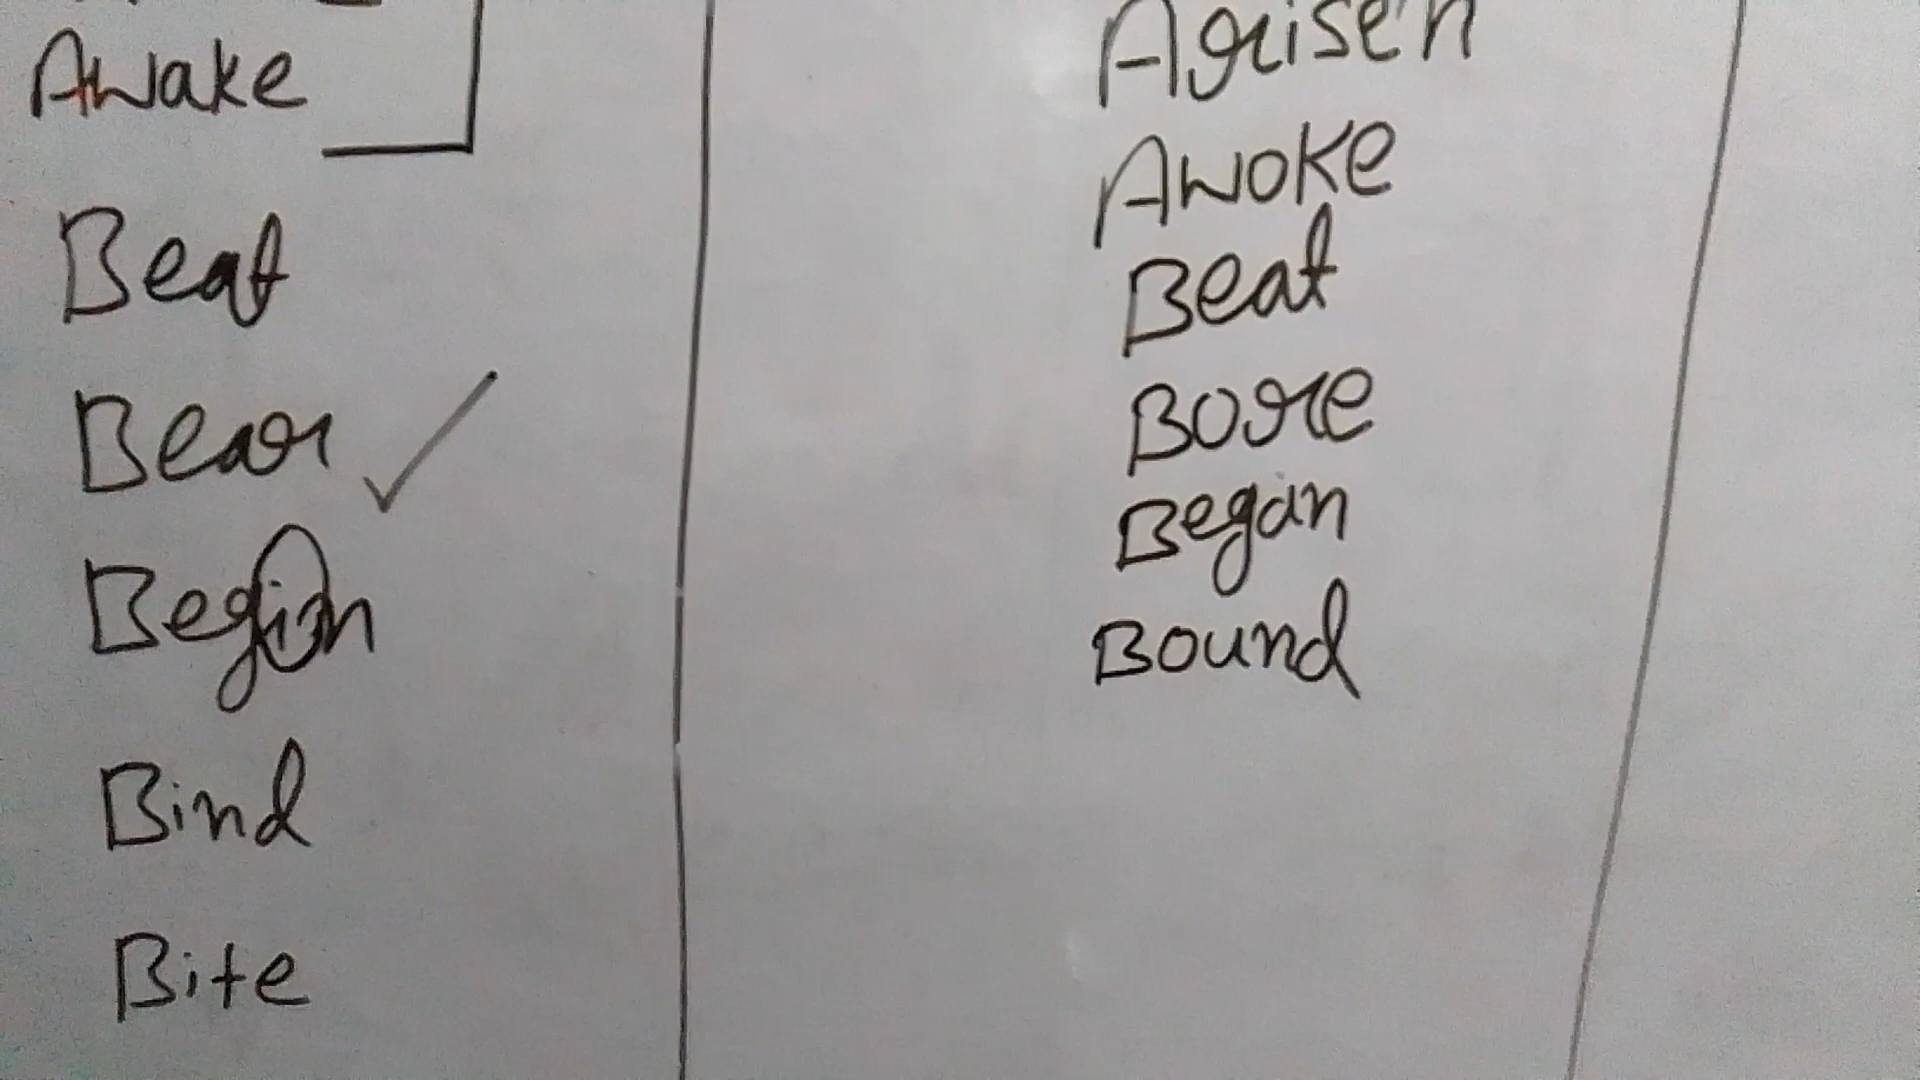 Awake
Beat
Bear
Begin
Bind
Bite
Arisen
Awoke
Beat
Bore
Began
Bound